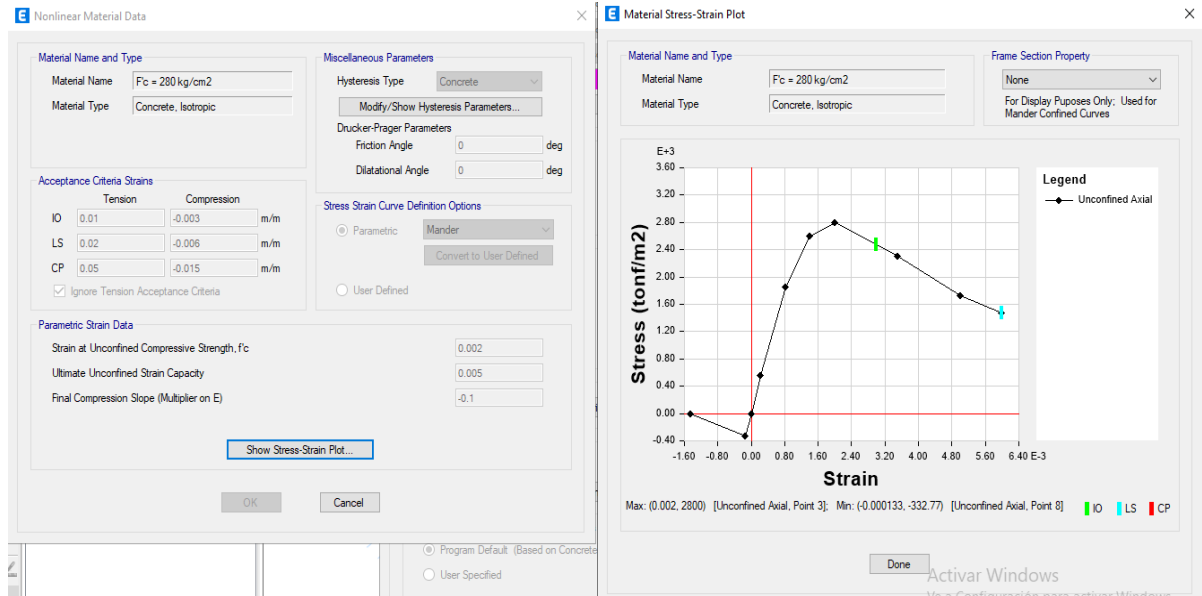 Nonlinear Material Data
Material Name and Type
Material Name F'c = 280 kg/cm2
Material Type Concrete, Isotropic
Miscellaneous Parameters
Hysteresis Type Concrete
Modify/Show Hysteresis Parameters...
Drucker-Prager Parameters
Friction Angle 0 deg
Dilatational Angle 0 deg
Acceptance Criteria Strains
Tension Compression
IO 0.01 -0.003 m/m
LS 0.02 -0.006 m/m
CP 0.05 -0.015 m/m
Ignore Tension Acceptance Criteria
Stress Strain Curve Definition Options
Parametric Mander
Convert to User Defined
User Defined
Parametric Strain Data
Strain at Unconfined Compressive Strength, f'c 0.002
Ultimate Unconfined Strain Capacity 0.005
Final Compression Slope (Multiplier on E) -0.1
Show Stress-Strain Plot...
OK Cancel
Program Default (Based on Concrete
User Specified
Material Stress-Strain Plot
Material Name and Type
Material Name F'c = 280 kg/cm2
Material Type Concrete, Isotropic
Frame Section Property
None
For Display Puposes Only; Used for
Mander Confined Curves
E+3
3.60
3.20
2.80
2.40
2.00
1.60
1.20
0.80
0.40
0.00
-0.40
Stress (tonf/m2)
-1.60 -0.80 0.00 0.80 1.60 2.40 3.20 4.00 4.80 5.60 6.40 E-3
Strain
Legend
Unconfined Axial
Max: (0.002, 2800) [Unconfined Axial, Point 3]; Min: (-0.000133, -332.77) [Unconfined Axial, Point 8]
IO LS CP
Done
Activar Windows